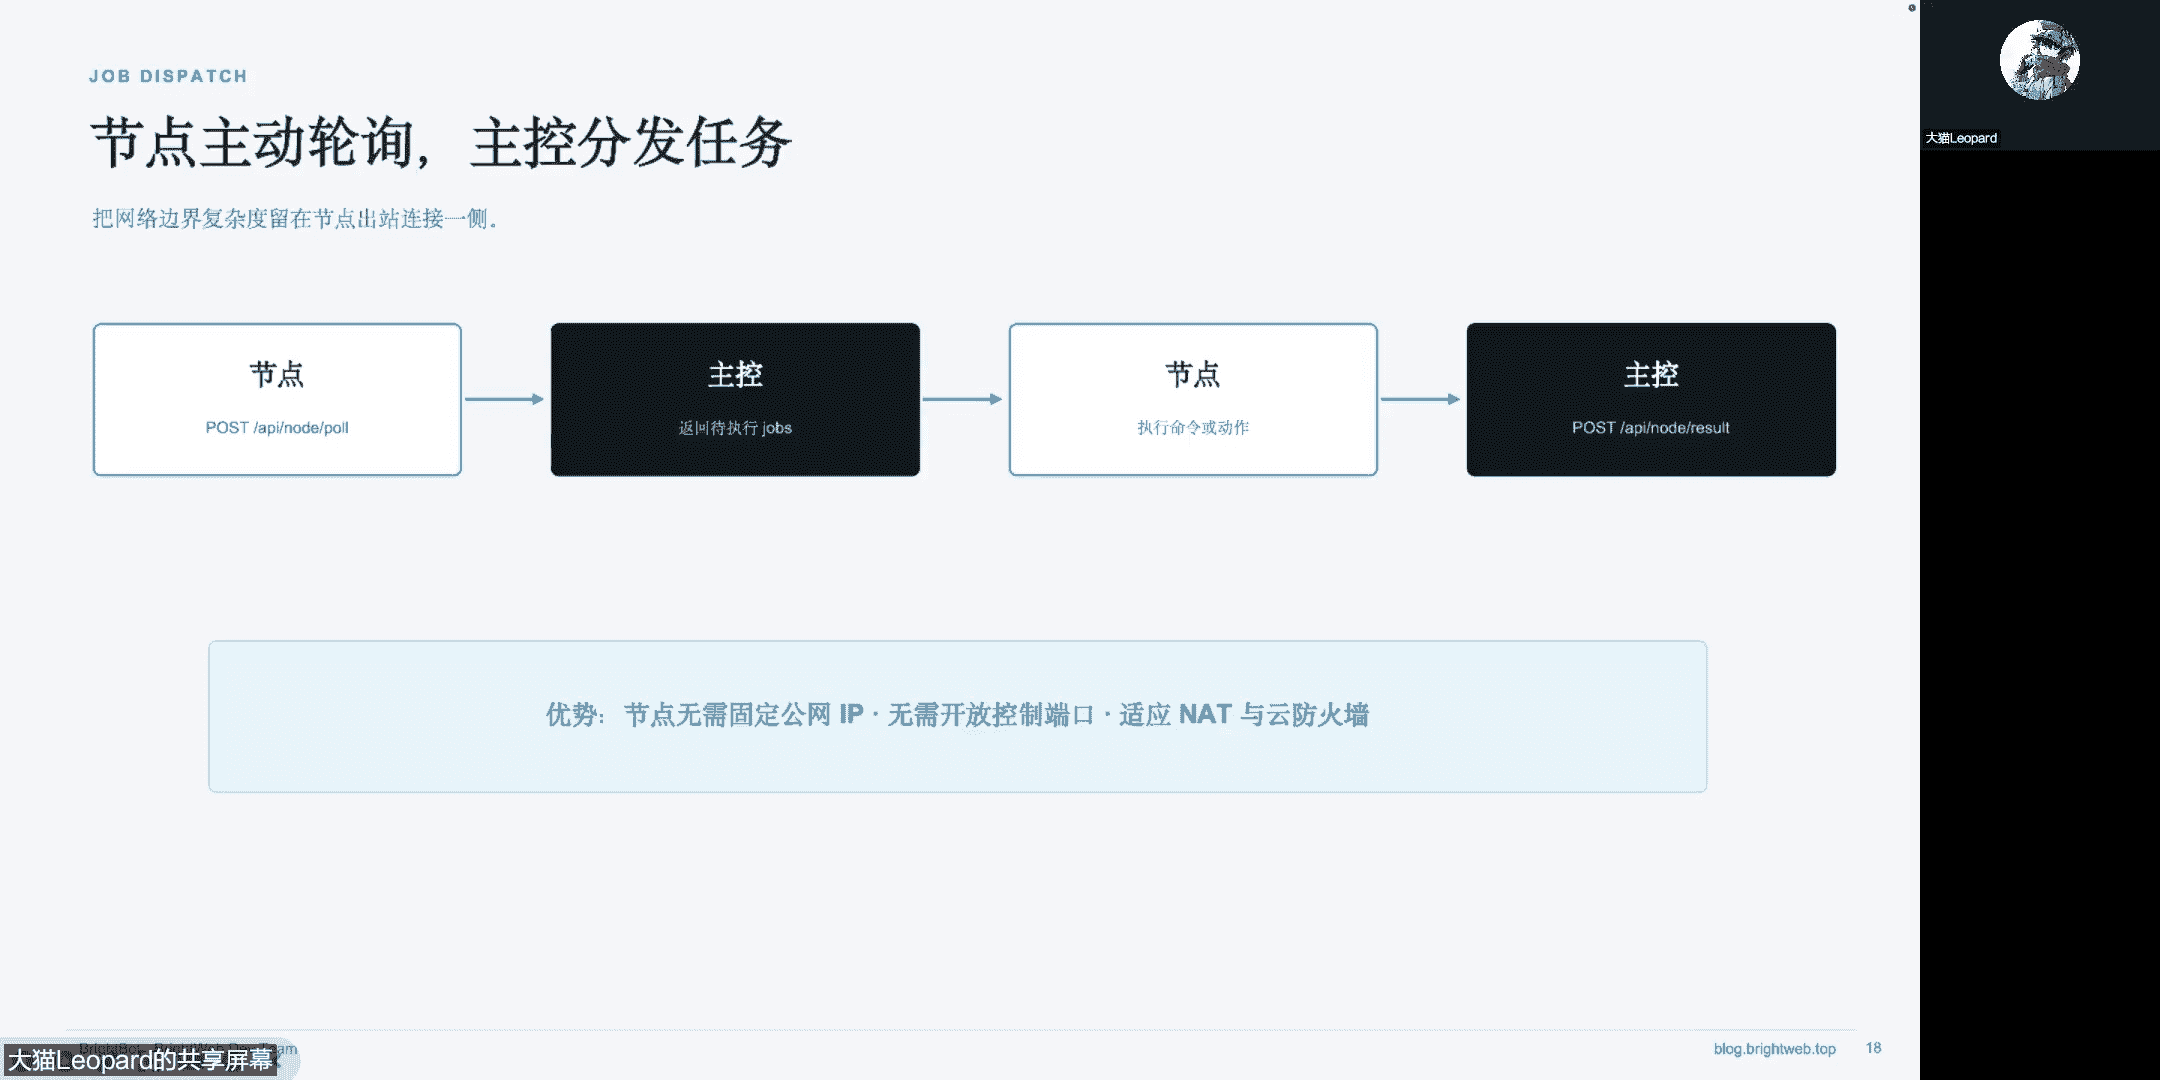 JOB DISPATCH
节点主动轮询，主控分发任务
把网络边界复杂度留在节点出站连接一侧。
节点
POST /api/node/poll
主控
返回待执行 jobs
节点
执行命令或动作
主控
POST /api/node/result
优势：节点无需固定公网 IP · 无需开放控制端口 · 适应 NAT 与云防火墙
blog.brightweb.top
18
大猫Leopard的共享屏幕
大猫Leopard